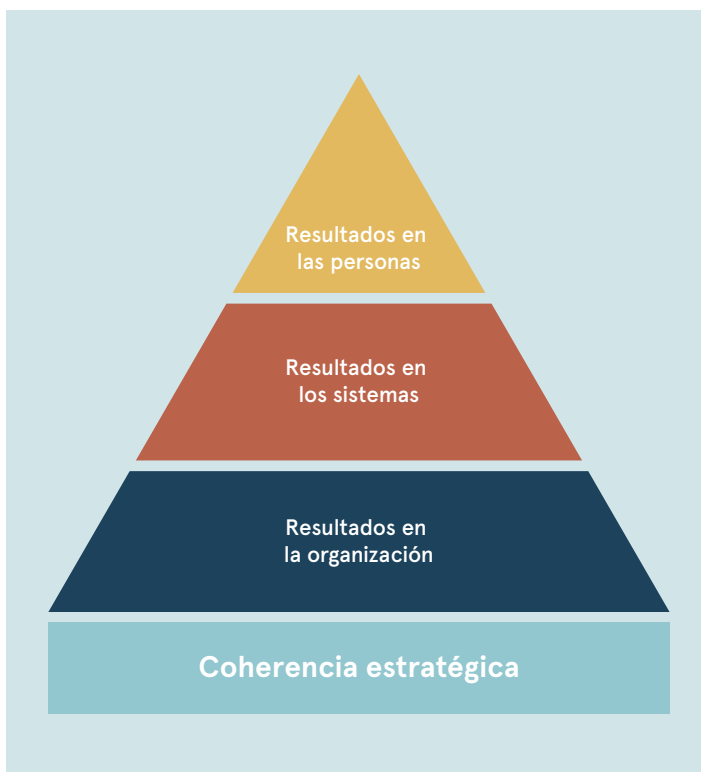 Resultados en
las personas
Resultados en
los sistemas
Resultados en
la organización
Coherencia estratégica